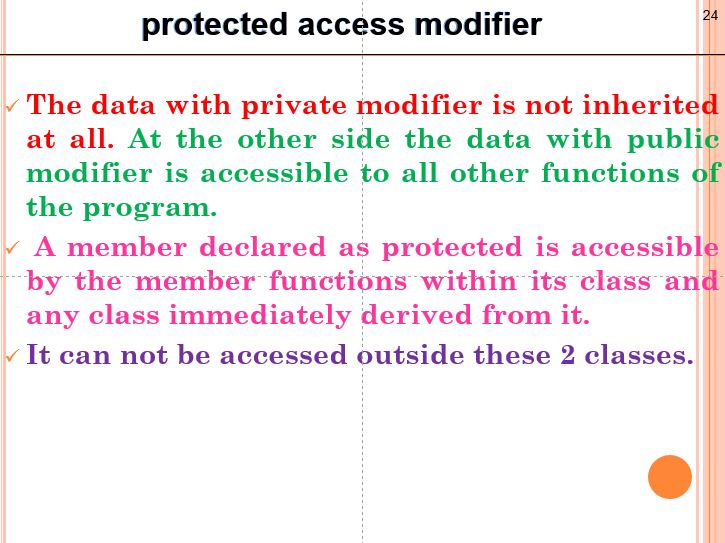 protected access modifier
24
✓ The data with private modifier is not inherited
at all. At the other side the data with public
modifier is accessible to all other functions of
the program.
✓ A member declared as protected is accessible
by the member functions within its class and
any class immediately derived from it.
✓ It can not be accessed outside these 2 classes.